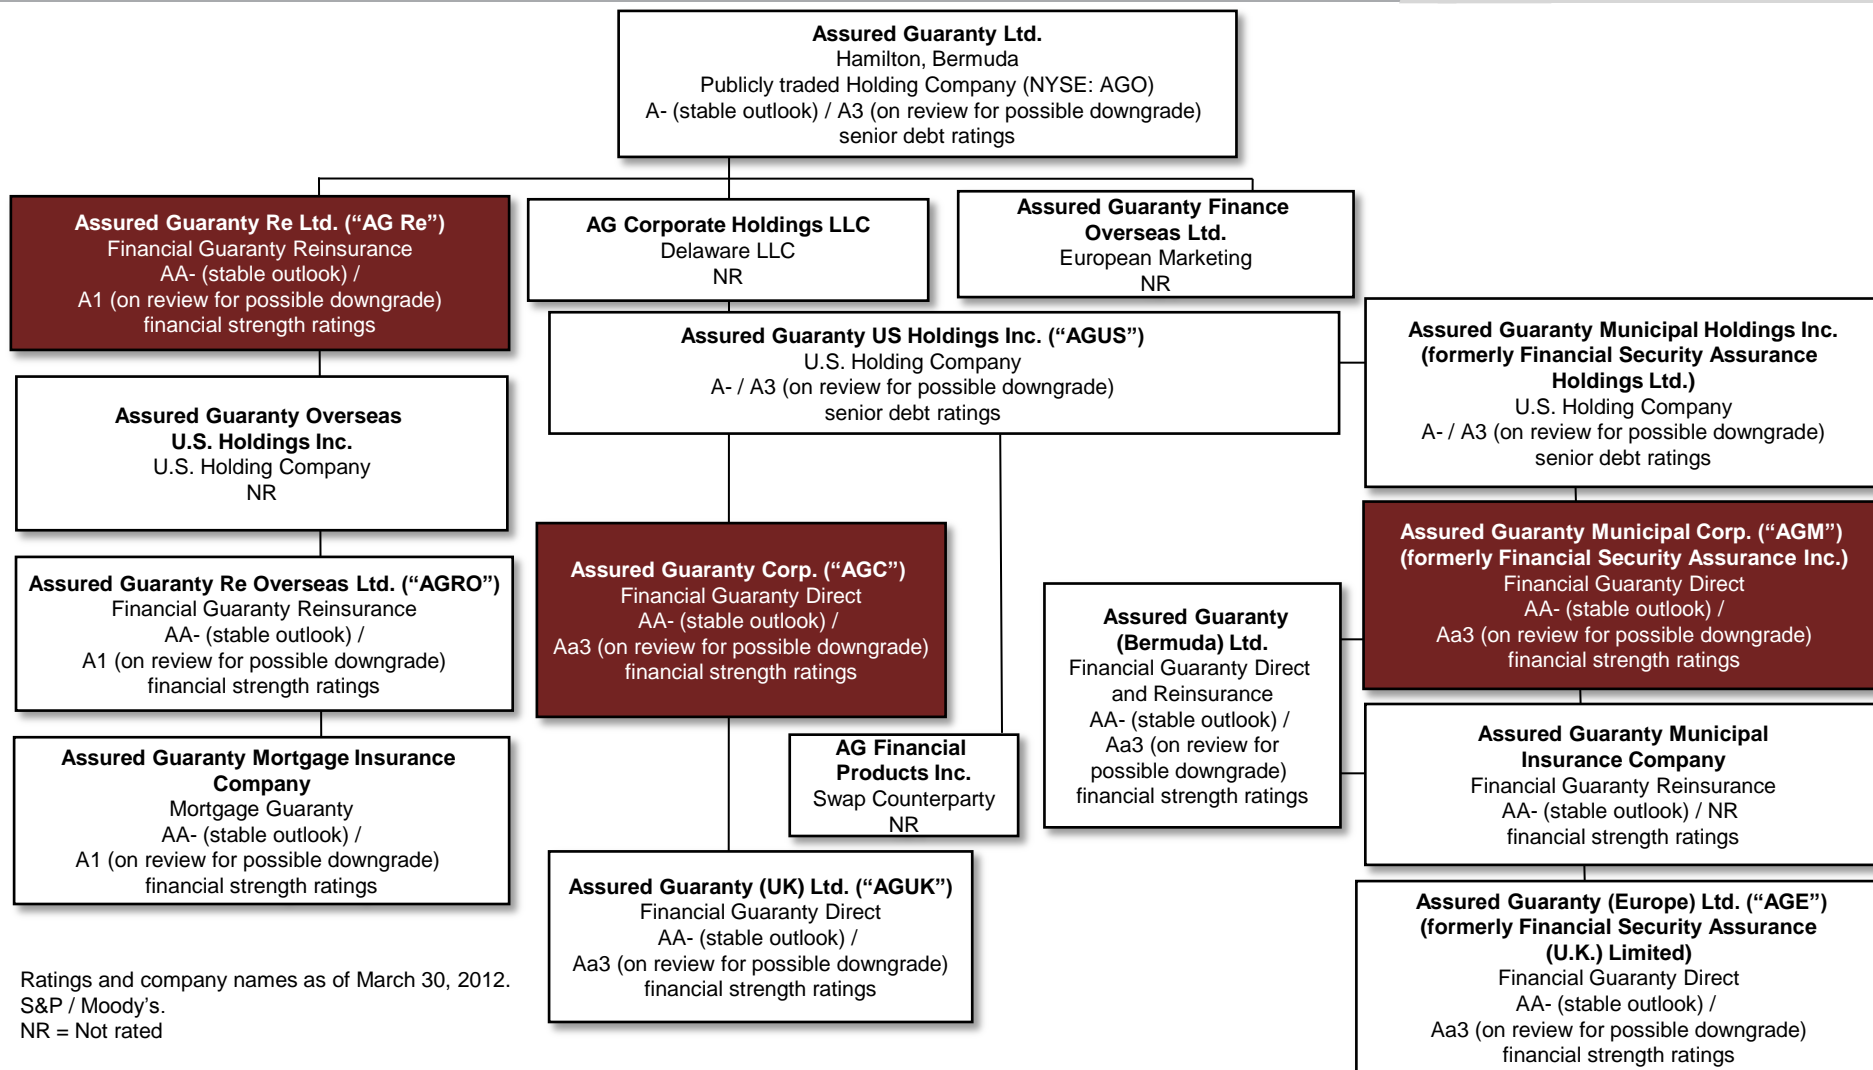 Assured Guaranty Ltd.
Hamilton, Bermuda
Publicly traded Holding Company (NYSE: AGO)
A- (stable outlook) / A3 (on review for possible downgrade)
senior debt ratings
Assured Guaranty Re Ltd. (“AG Re”)
Financial Guaranty Reinsurance
AA- (stable outlook) /
A1 (on review for possible downgrade)
financial strength ratings
AG Corporate Holdings LLC
Delaware LLC
NR
Assured Guaranty Finance
Overseas Ltd.
European Marketing
NR
Assured Guaranty US Holdings Inc. (“AGUS”)
U.S. Holding Company
A- / A3 (on review for possible downgrade)
senior debt ratings
Assured Guaranty Municipal Holdings Inc.
(formerly Financial Security Assurance
Holdings Ltd.)
U.S. Holding Company
A- / A3 (on review for possible downgrade)
senior debt ratings
Assured Guaranty Overseas
U.S. Holdings Inc.
U.S. Holding Company
NR
Assured Guaranty Corp. (“AGC”)
Financial Guaranty Direct
AA- (stable outlook) /
Aa3 (on review for possible downgrade)
financial strength ratings
Assured Guaranty Municipal Corp. (“AGM”)
(formerly Financial Security Assurance Inc.)
Financial Guaranty Direct
AA- (stable outlook) /
Aa3 (on review for possible downgrade)
financial strength ratings
Assured Guaranty Re Overseas Ltd. (“AGRO”)
Financial Guaranty Reinsurance
AA- (stable outlook) /
A1 (on review for possible downgrade)
financial strength ratings
Assured Guaranty
(Bermuda) Ltd.
Financial Guaranty Direct
and Reinsurance
AA- (stable outlook) /
Aa3 (on review for
possible downgrade)
financial strength ratings
Assured Guaranty Mortgage Insurance
Company
Mortgage Guaranty
AA- (stable outlook) /
A1 (on review for possible downgrade)
financial strength ratings
AG Financial
Products Inc.
Swap Counterparty
NR
Assured Guaranty Municipal
Insurance Company
Financial Guaranty Reinsurance
AA- (stable outlook) / NR
financial strength ratings
Assured Guaranty (UK) Ltd. (“AGUK”)
Financial Guaranty Direct
AA- (stable outlook) /
Aa3 (on review for possible downgrade)
financial strength ratings
Assured Guaranty (Europe) Ltd. (“AGE”)
(formerly Financial Security Assurance
(U.K.) Limited)
Financial Guaranty Direct
AA- (stable outlook) /
Aa3 (on review for possible downgrade)
financial strength ratings
Ratings and company names as of March 30, 2012.
S&P / Moody’s.
NR = Not rated